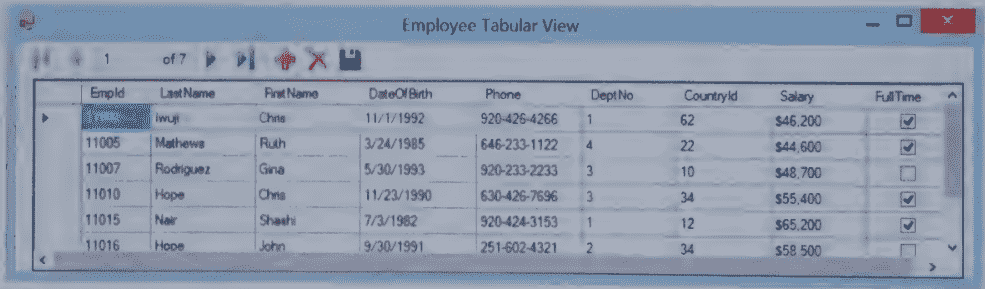 Employee Tabular View
1 of 7
EmpId LastName FirstName DateOfBirth Phone DeptNo CountryId Salary FullTime
iwuji Chris 11/1/1992 920-426-4266 1 62 $46,200
11005 Mathews Ruth 3/24/1985 646-233-1122 4 22 $44,600
11007 Rodriguez Gina 5/30/1993 920-233-2233 3 10 $48,700
11010 Hope Chris 11/23/1990 630-426-7696 3 34 $55,400
11015 Nair Shashi 7/3/1982 920-424-3153 1 12 $65,200
11016 Hope John 9/30/1991 251-602-4321 2 34 $58,500